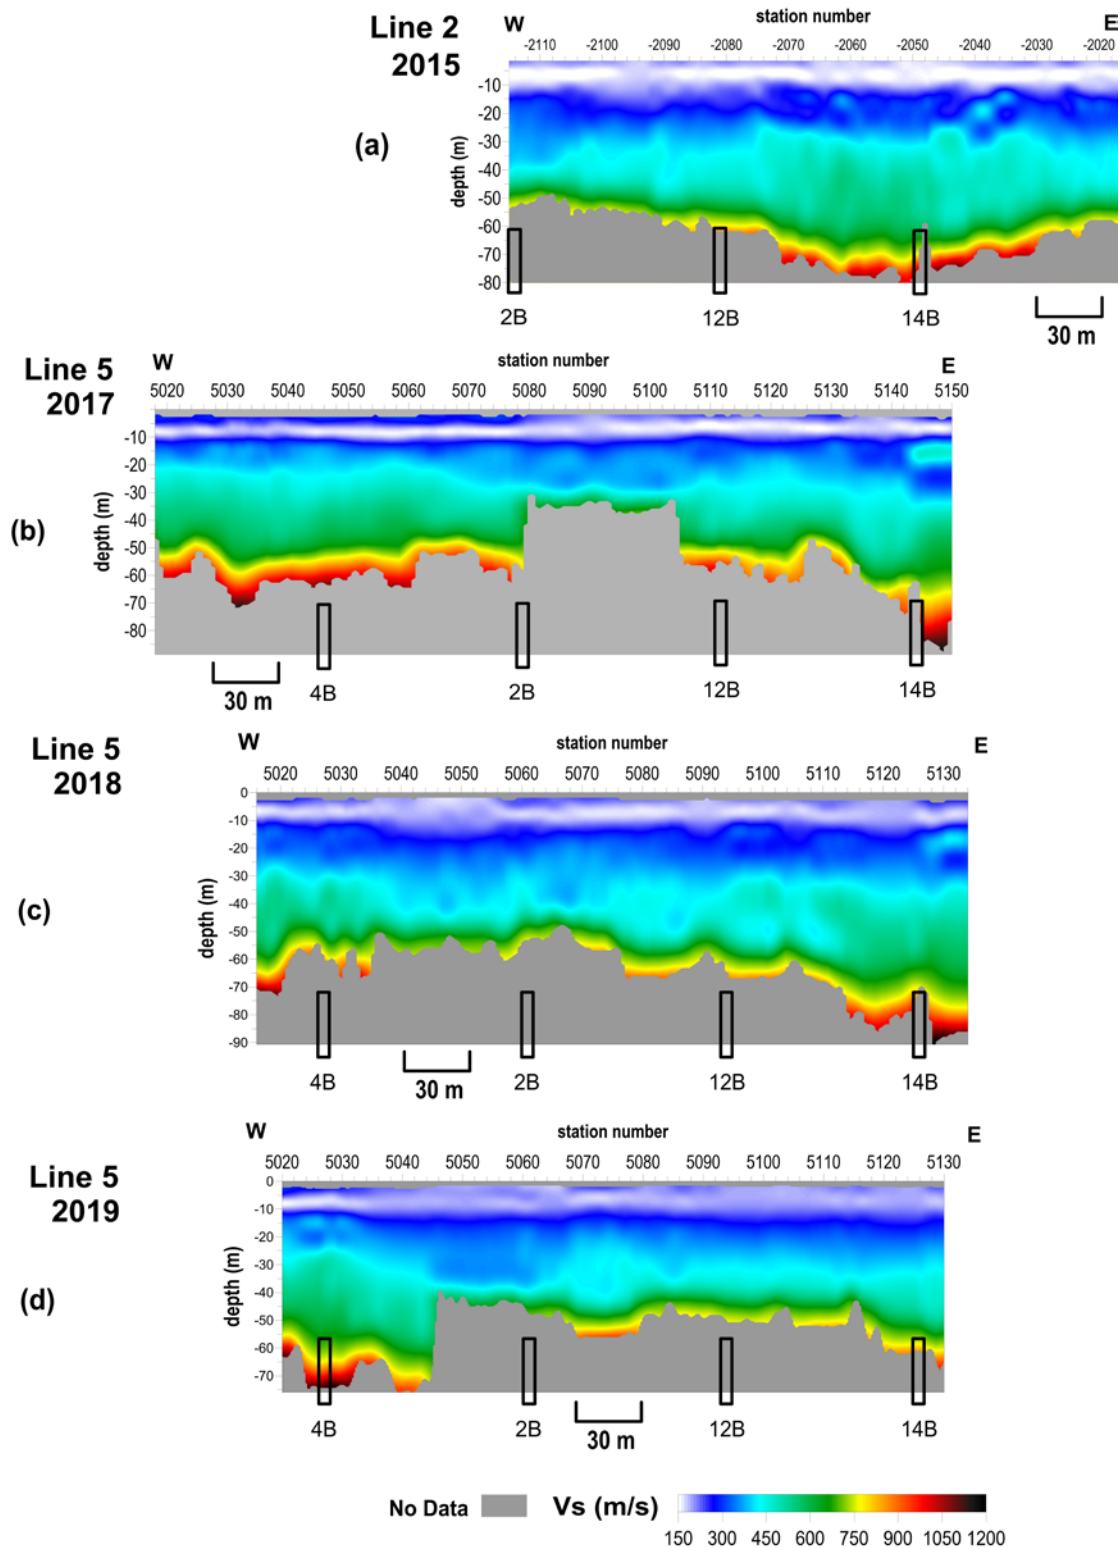 Line 2
2015
W
station number
E
-2110 -2100 -2090 -2080 -2070 -2060 -2050 -2040 -2030 -2020
(a)
depth (m)
-10
-20
-30
-40
-50
-60
-70
-80
2B 12B 14B
30 m
Line 5
2017
W
station number
E
5020 5030 5040 5050 5060 5070 5080 5090 5100 5110 5120 5130 5140 5150
(b)
depth (m)
-10
-20
-30
-40
-50
-60
-70
-80
30 m
4B 2B 12B 14B
Line 5
2018
W
station number
E
5020 5030 5040 5050 5060 5070 5080 5090 5100 5110 5120 5130
(c)
depth (m)
0
-10
-20
-30
-40
-50
-60
-70
-80
-90
4B 2B 12B 14B
30 m
Line 5
2019
W
station number
E
5020 5030 5040 5050 5060 5070 5080 5090 5100 5110 5120 5130
(d)
depth (m)
0
-10
-20
-30
-40
-50
-60
-70
4B 2B 12B 14B
30 m
No Data Vs (m/s)
150 300 450 600 750 900 1050 1200